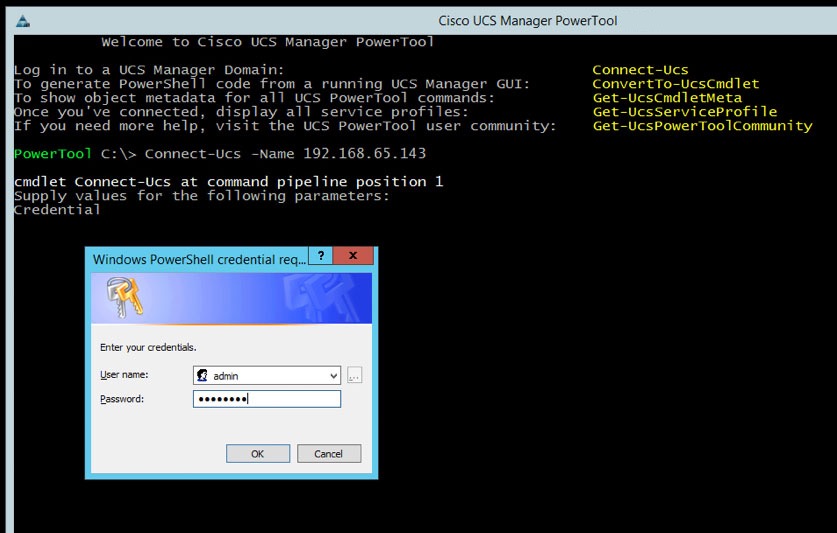 Cisco UCS Manager PowerTool
Welcome to Cisco UCS Manager PowerTool
Log in to a UCS Manager Domain: Connect-Ucs
To generate PowerShell code from a running UCS Manager GUI: ConvertTo-UcsCmdlet
To show object metadata for all UCS PowerTool commands: Get-UcsCmdletMeta
Once you've connected, display all service profiles: Get-UcsServiceProfile
If you need more help, visit the UCS PowerTool user community: Get-UcsPowerToolCommunity
PowerTool C:\> Connect-Ucs -Name 192.168.65.143
cmdlet Connect-Ucs at command pipeline position 1
Supply values for the following parameters:
Credential
Windows PowerShell credential req... ? x
Enter your credentials.
User name: admin ...
Password: ••••••••
OK Cancel